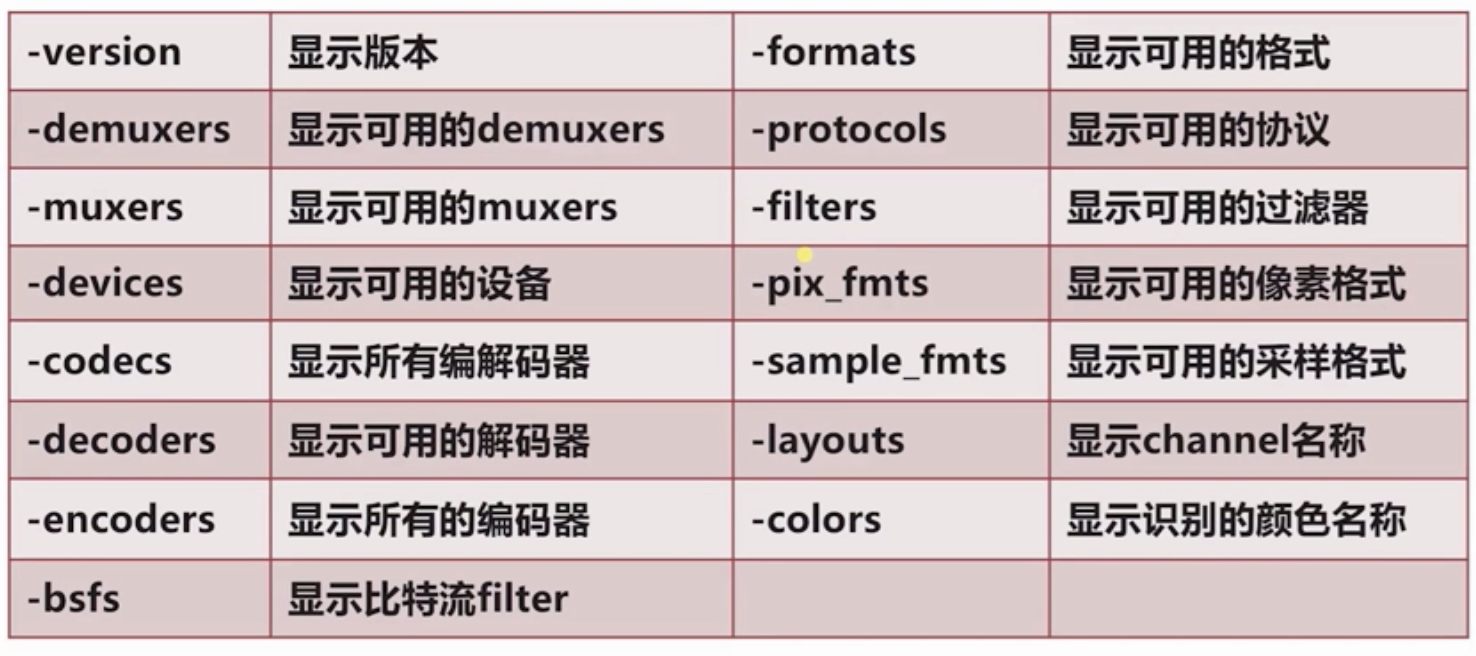 -version 显示版本 -formats 显示可用的格式
-demuxers 显示可用的demuxers -protocols 显示可用的协议
-muxers 显示可用的muxers -filters 显示可用的过滤器
-devices 显示可用的设备 -pix_fmts 显示可用的像素格式
-codecs 显示所有编解码器 -sample_fmts 显示可用的采样格式
-decoders 显示可用的解码器 -layouts 显示channel名称
-encoders 显示所有的编码器 -colors 显示识别的颜色名称
-bsfs 显示比特流filter